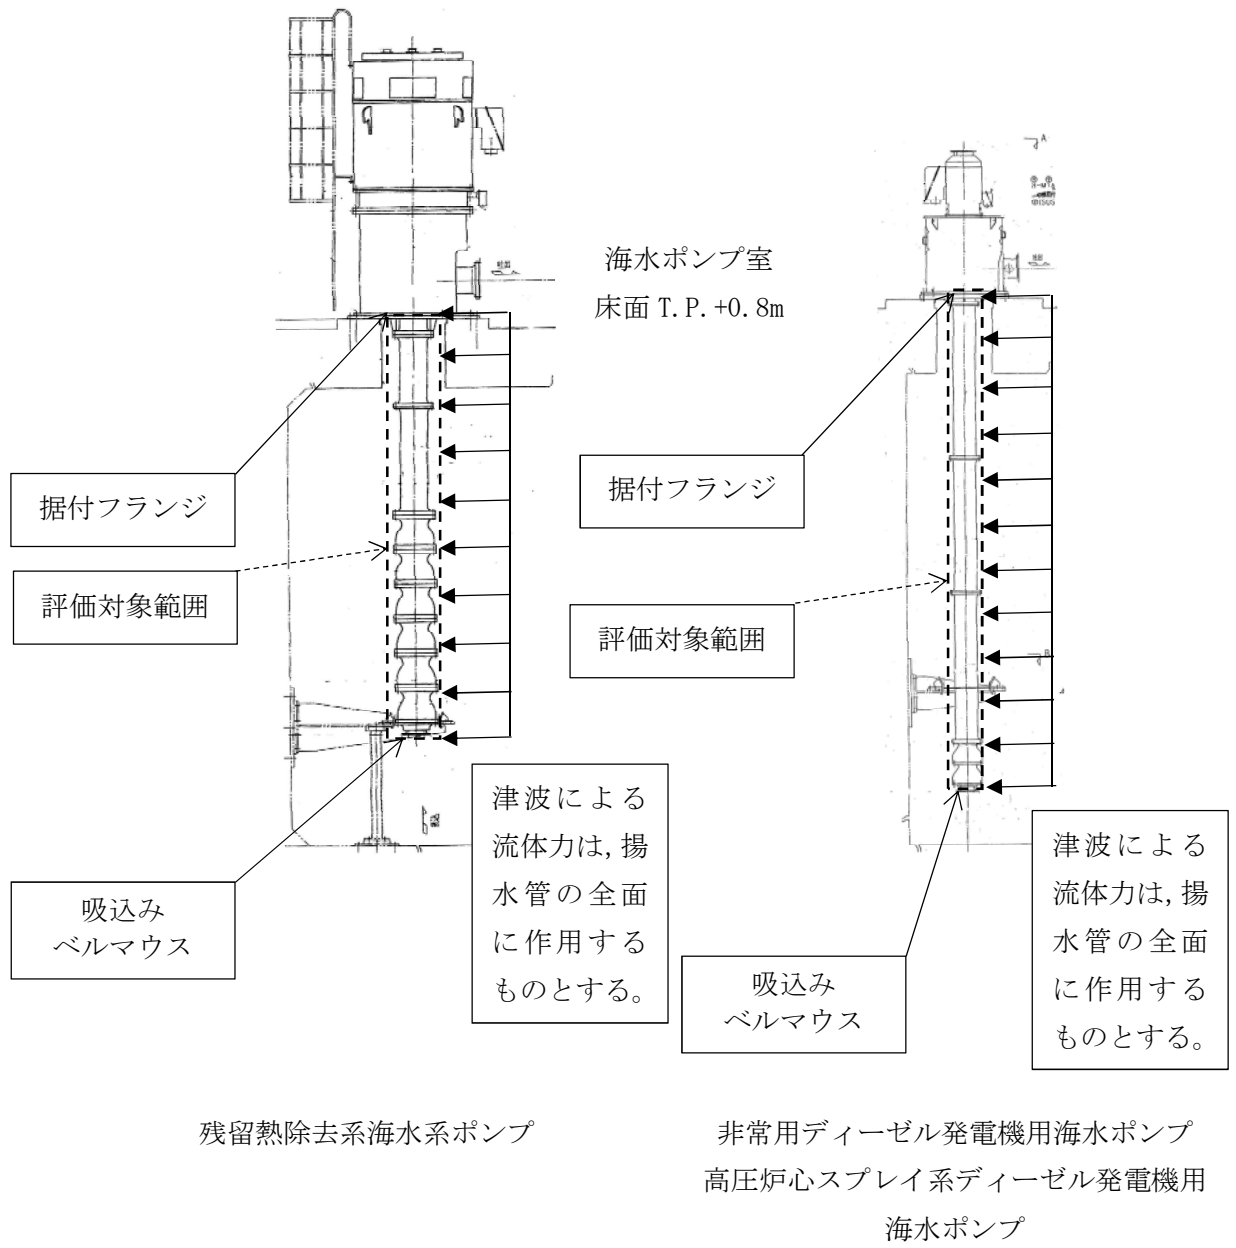 海水ポンプ室
床面 T.P.+0.8m
据付フランジ
評価対象範囲
吸込み
ベルマウス
津波による
流体力は,揚
水管の全面
に作用する
ものとする。
残留熱除去系海水系ポンプ
A
据付フランジ
評価対象範囲
B
吸込み
ベルマウス
津波による
流体力は,揚
水管の全面
に作用する
ものとする。
非常用ディーゼル発電機用海水ポンプ
高圧炉心スプレイ系ディーゼル発電機用
海水ポンプ